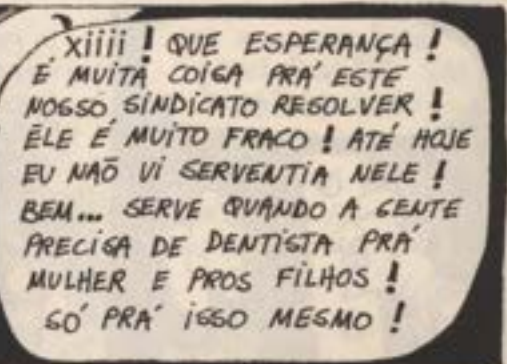 xiiii! QUE ESPERANÇA!
É MUITA COISA PRÁ ESTE
NOSSO SINDICATO RESOLVER!
ÊLE É MUITO FRACO! ATÉ HOJE
EU NAÕ VI SERVENTIA NELE!
BEM... SERVE QUANDO A GENTE
PRECISA DE DENTISTA PRÁ
MULHER E PROS FILHOS!
SÓ PRÁ ISSO MESMO!